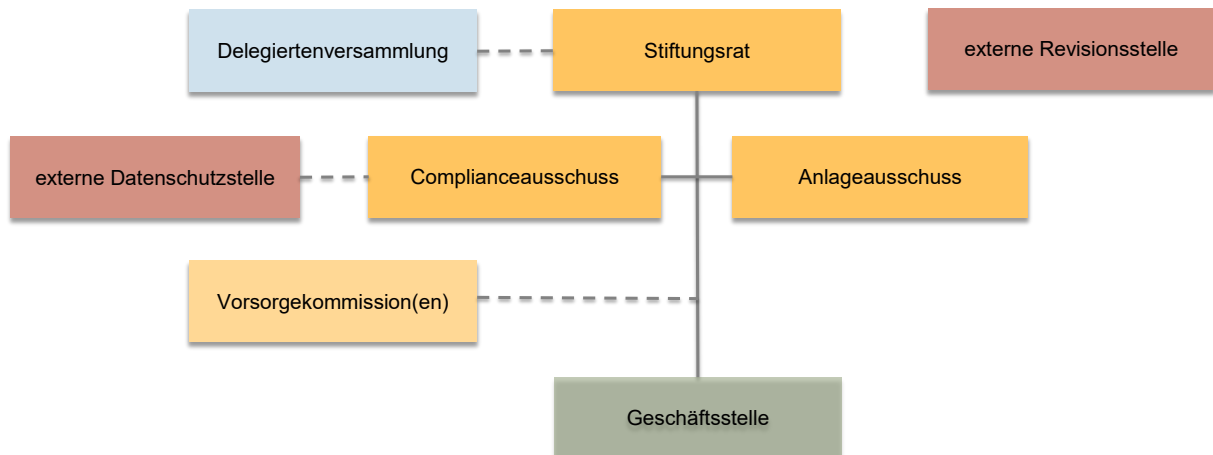 Delegiertenversammlung
Stiftungsrat
externe Revisionsstelle
externe Datenschutzstelle
Complianceausschuss
Anlageausschuss
Vorsorgekommission(en)
Geschäftsstelle